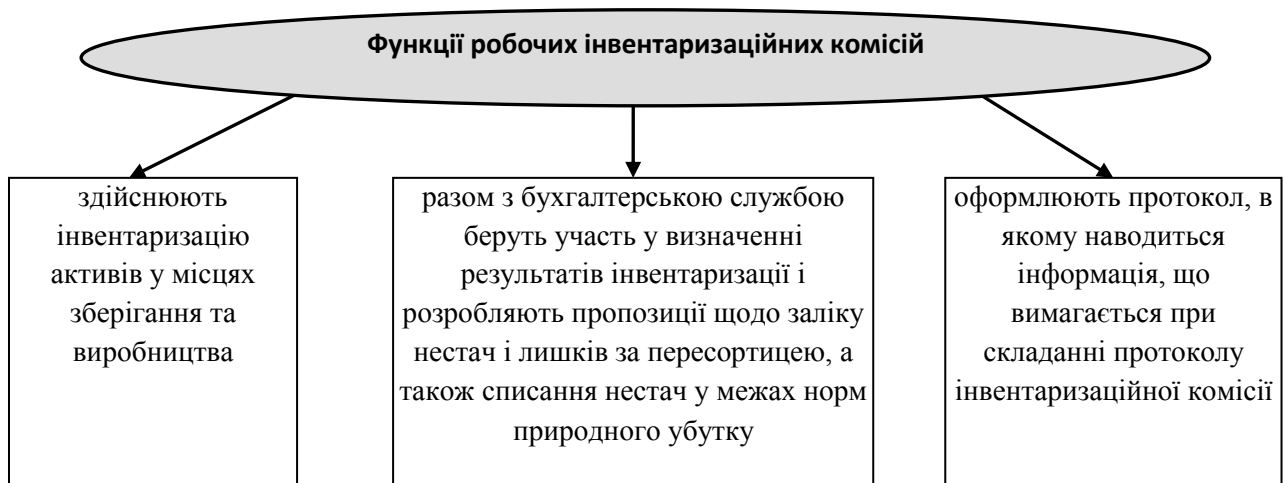 Функції робочих інвентаризаційних комісій
здійснюють
інвентаризацію
активів у місцях
зберігання та
виробництва
разом з бухгалтерською службою
беруть участь у визначенні
результатів інвентаризації і
розробляють пропозиції щодо заліку
нестач і лишків за пересортицею, а
також списання нестач у межах норм
природного убутку
оформлюють протокол, в
якому наводиться
інформація, що
вимагається при
складанні протоколу
інвентаризаційної комісії